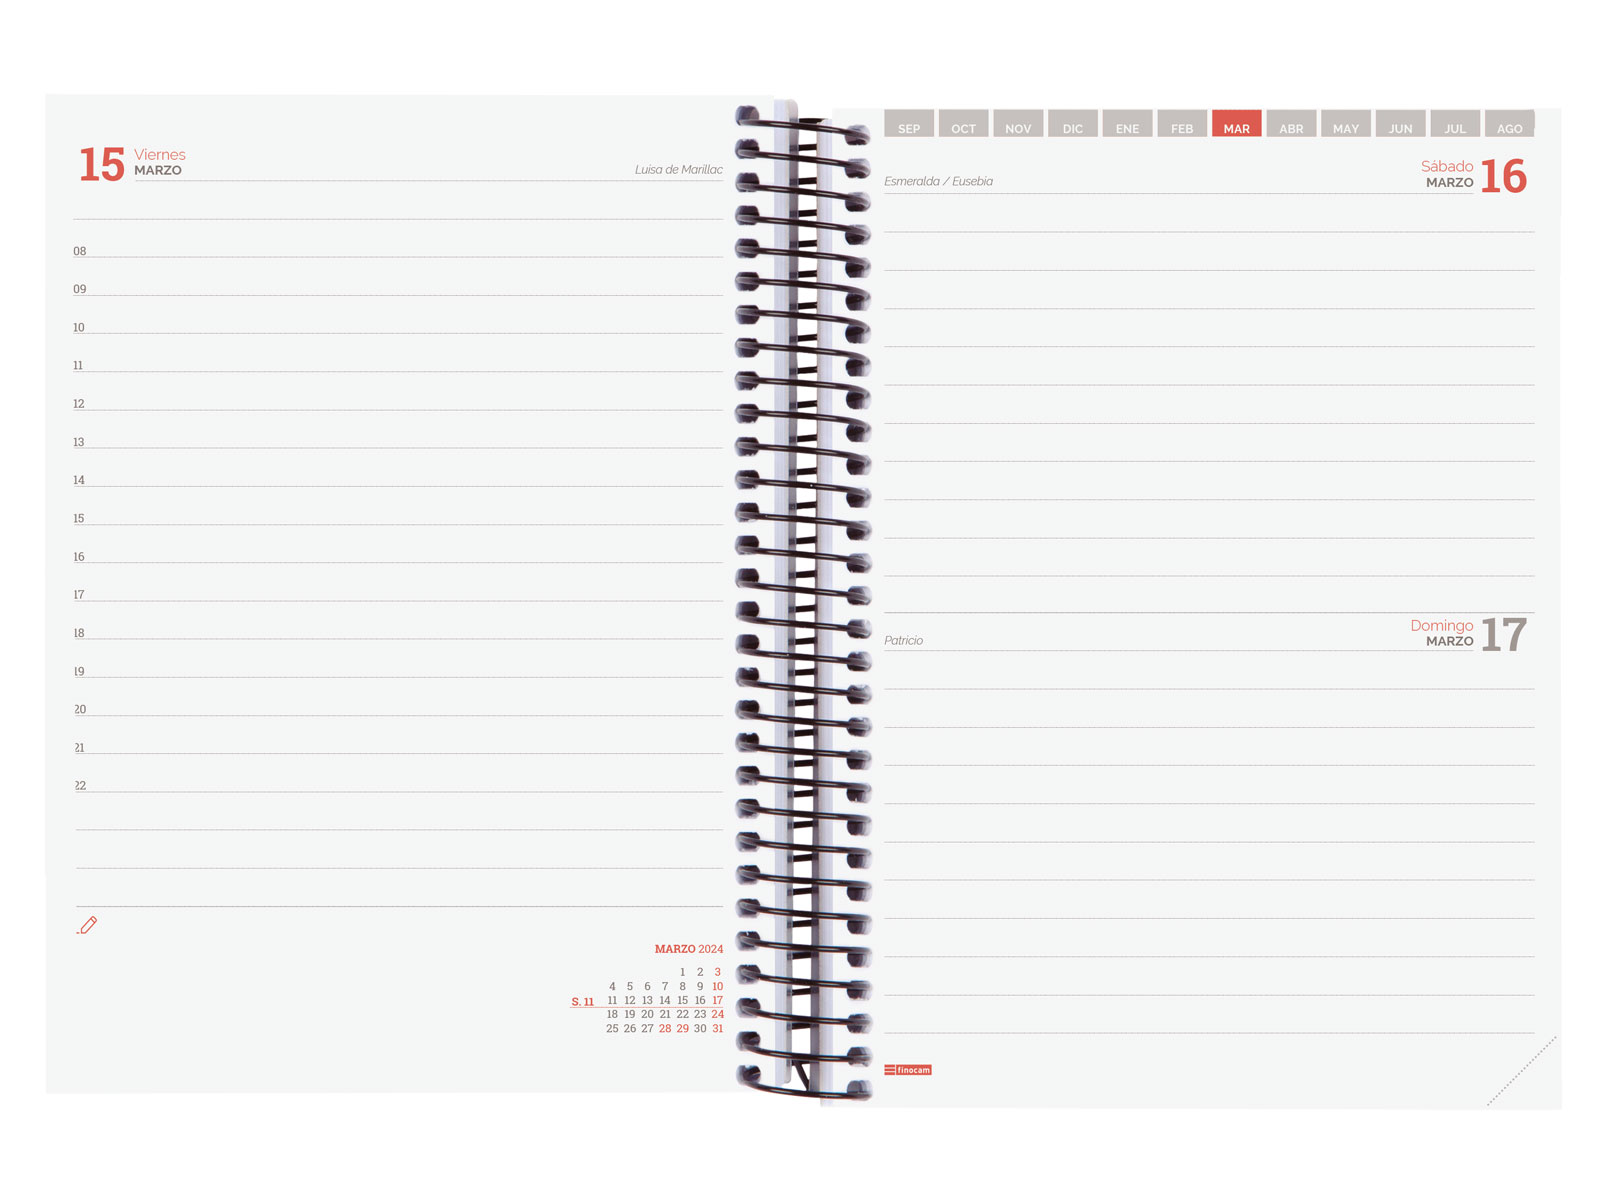 15 Viernes
MARZO
Luisa de Marillac
08
09
10
11
12
13
14
15
16
17
18
19
20
21
22
MARZO 2024
1 2 3
4 5 6 7 8 9 10
S. 11 11 12 13 14 15 16 17
18 19 20 21 22 23 24
25 26 27 28 29 30 31
SEP OCT NOV DIC ENE FEB MAR ABR MAY JUN JUL AGO
Esmeralda / Eusebia
Sábado 16
MARZO
Patricio
Domingo 17
MARZO
finocam